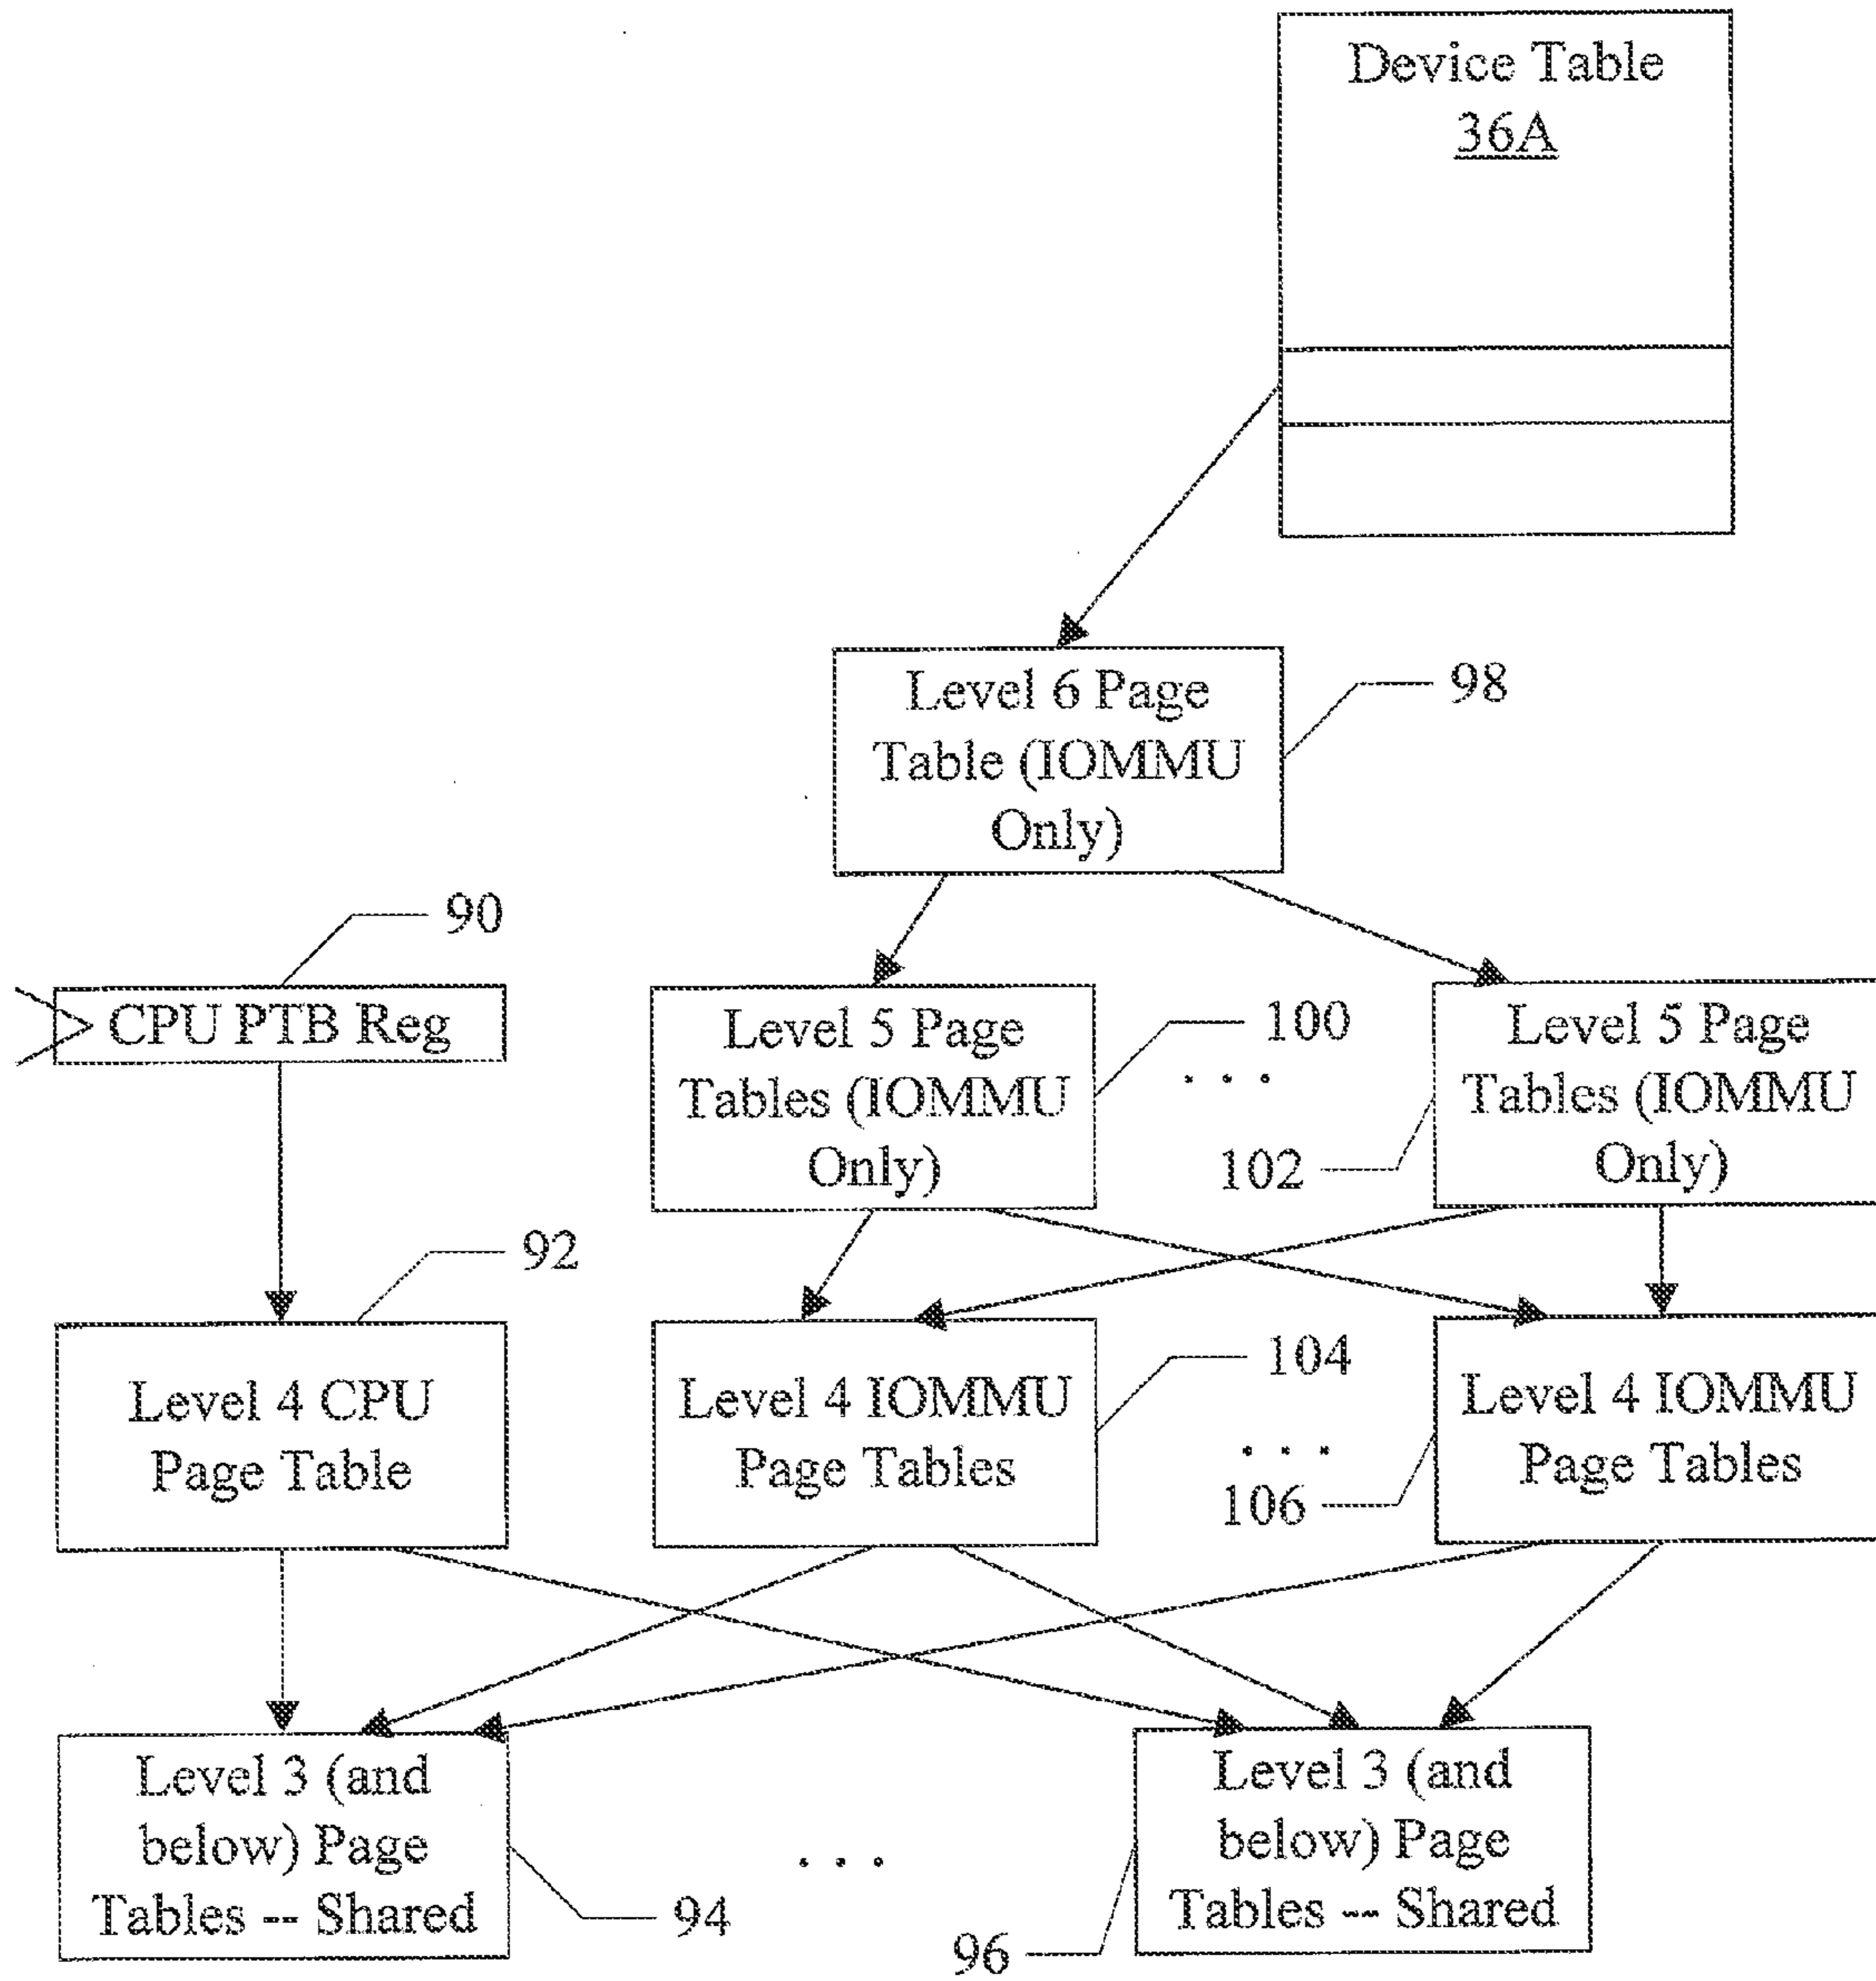 Device Table
36A
Level 6 Page
Table (IOMMU
Only)
98
90
CPU PTB Reg
Level 5 Page
Tables (IOMMU
Only)
100
. . .
102
Level 5 Page
Tables (IOMMU
Only)
92
Level 4 CPU
Page Table
Level 4 IOMMU
Page Tables
104
. . .
106
Level 4 IOMMU
Page Tables
Level 3 (and
below) Page
Tables -- Shared
94
. . .
96
Level 3 (and
below) Page
Tables -- Shared